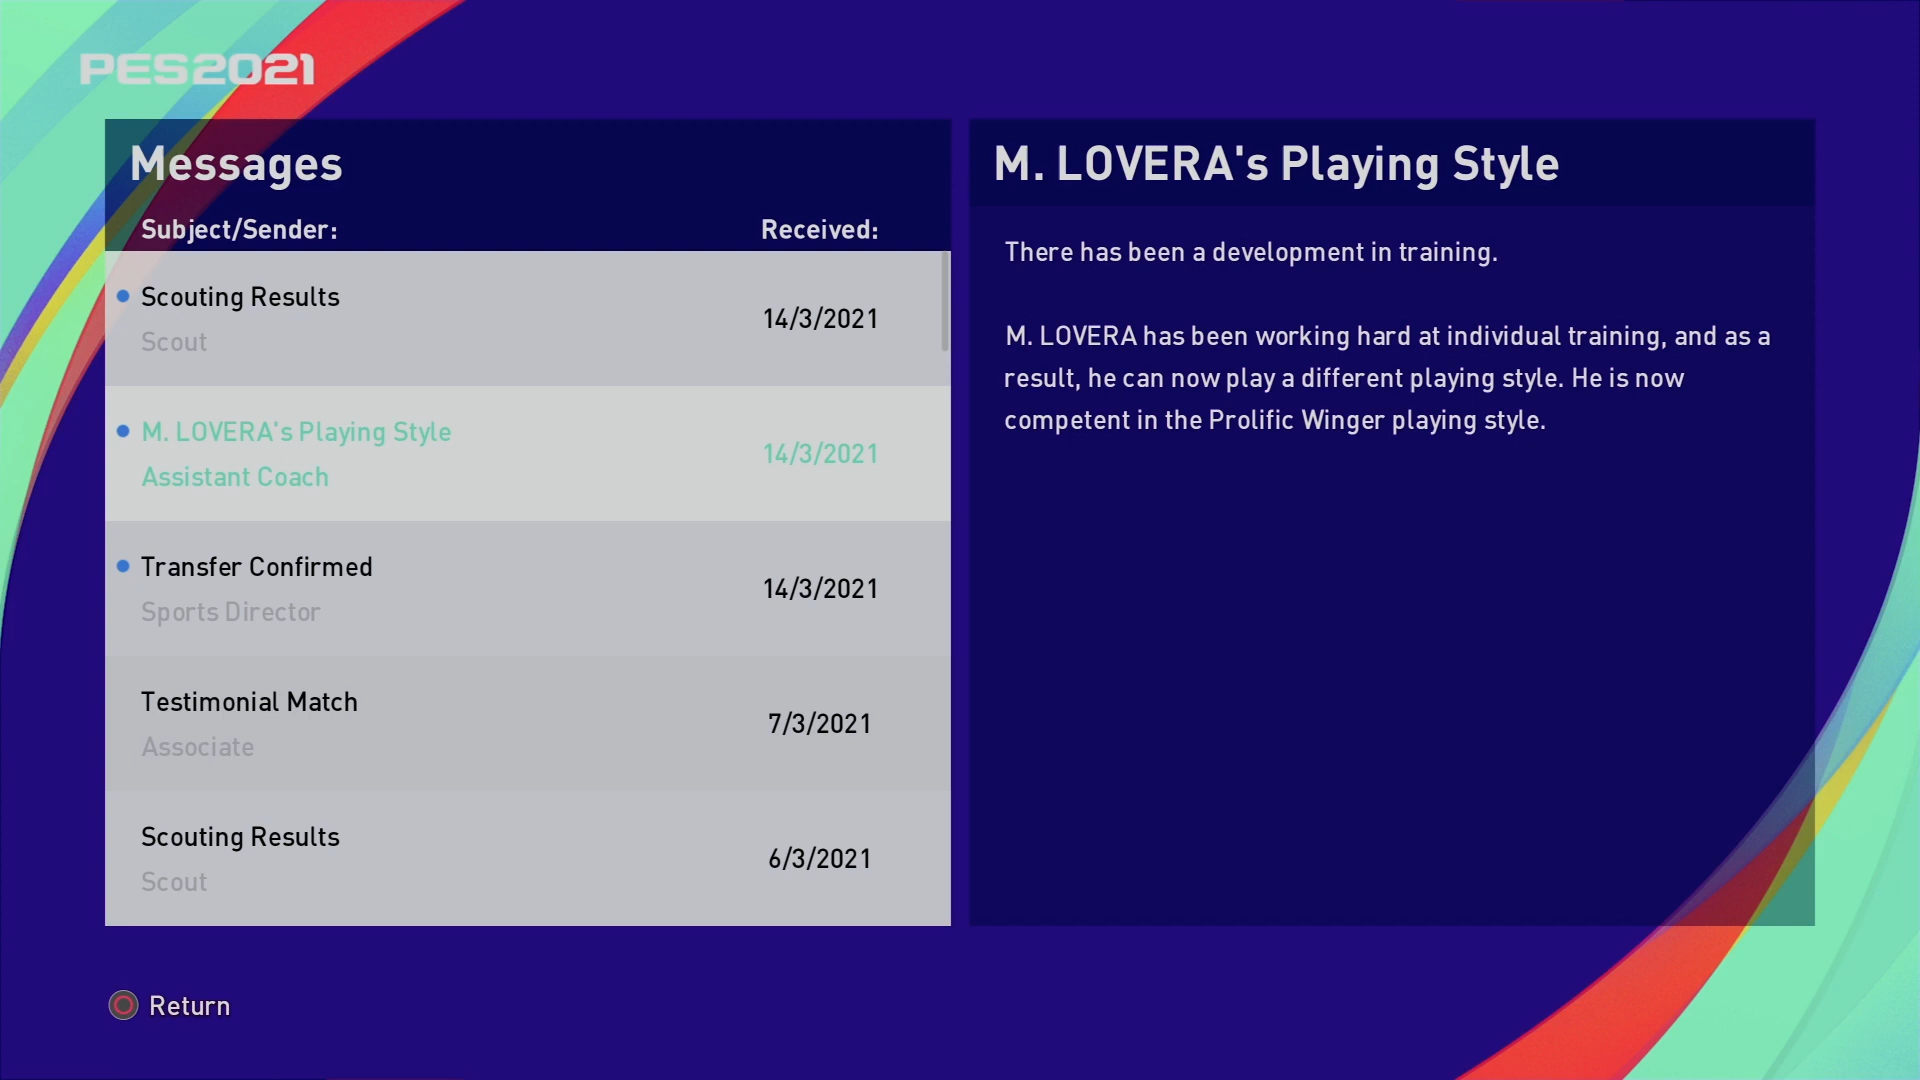 PES2021
Messages
Subject/Sender:
Received:
Scouting Results
Scout
14/3/2021
M. LOVERA's Playing Style
Assistant Coach
14/3/2021
Transfer Confirmed
Sports Director
14/3/2021
Testimonial Match
Associate
7/3/2021
Scouting Results
Scout
6/3/2021
M. LOVERA's Playing Style
There has been a development in training.
M. LOVERA has been working hard at individual training, and as a
result, he can now play a different playing style. He is now
competent in the Prolific Winger playing style.
Return